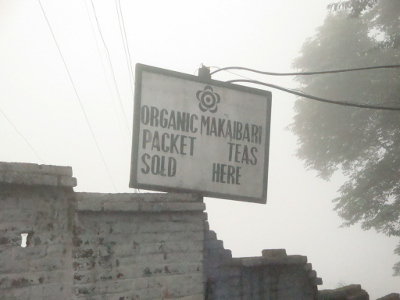 ORGANIC MAKAIBARI
PACKET TEAS
SOLD HERE